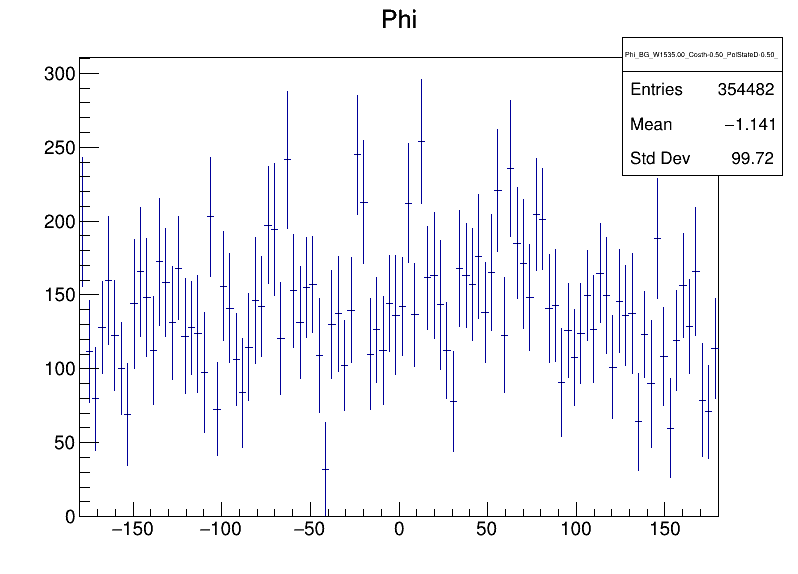 Phi
Phi_BG_W1535.00_Costh-0.50_PolStateD-0.50_
Entries 354482
Mean −1.141
Std Dev 99.72
300
250
200
150
100
50
0
−150 −100 −50 0 50 100 150